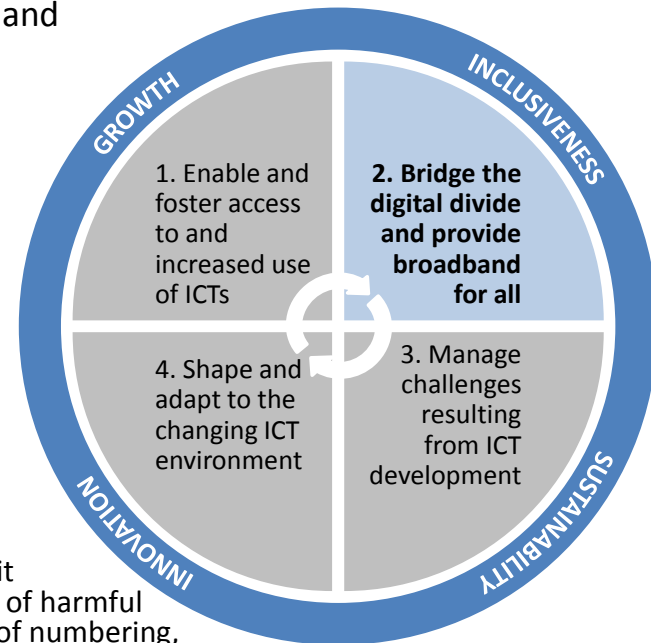 and
GROWTH
INCLUSIVENESS
1. Enable and
foster access
to and
increased use
of ICTs
2. Bridge the
digital divide
and provide
broadband
for all
4. Shape and
adapt to the
changing ICT
environment
3. Manage
challenges
resulting
from ICT
development
INNOVATION
SUSTAINABILITY
it
of harmful
of numbering,